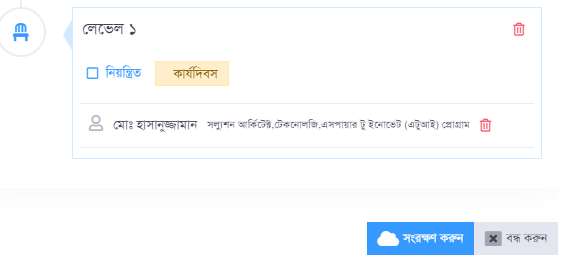 লেভেল ১
নিয়ন্ত্রিত কার্যদিবস
মোঃ হাসানুজ্জামান সল্যুশন আর্কিটেক্ট,টেকনোলজি,এসপায়ার টু ইনোভেট (এটুআই) প্রোগ্রাম
সংরক্ষণ করুন বন্ধ করুন